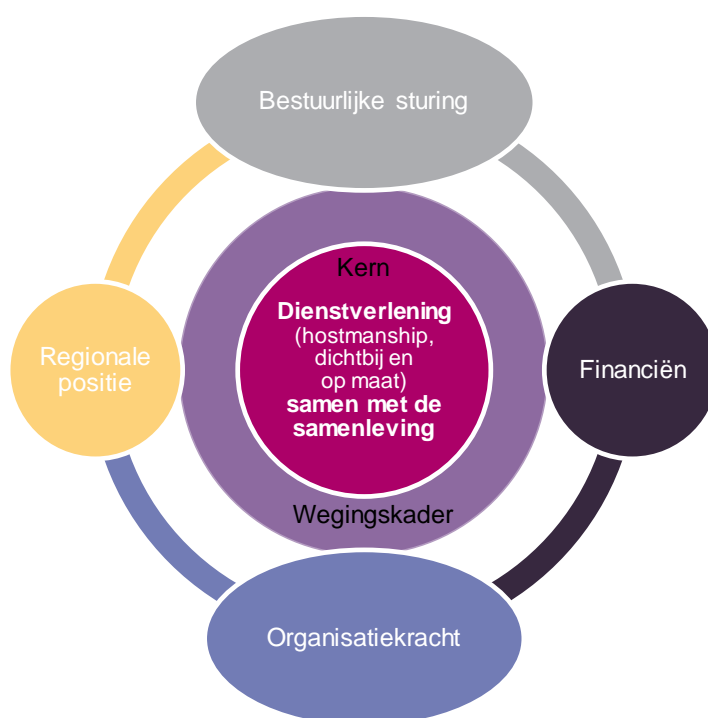 Bestuurlijke sturing
Kern
Dienstverlening
(hostmanship,
dichtbij en
op maat)
samen met de
samenleving
Regionale
positie
Financiën
Wegingskader
Organisatiekracht